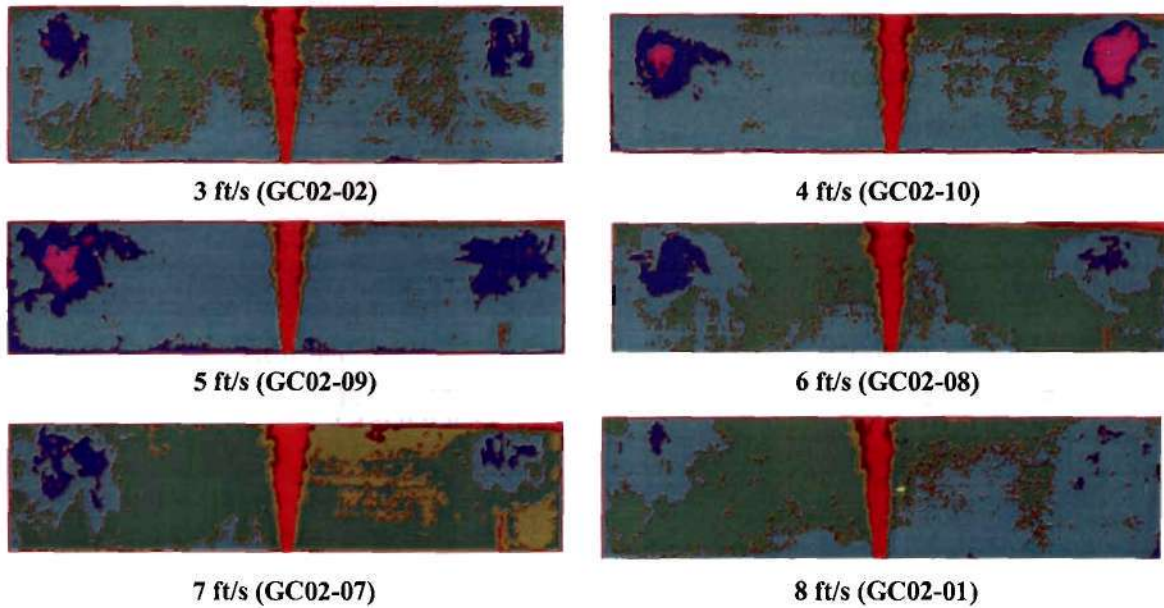 3 ft/s (GC02-02)
4 ft/s (GC02-10)
5 ft/s (GC02-09)
6 ft/s (GC02-08)
7 ft/s (GC02-07)
8 ft/s (GC02-01)